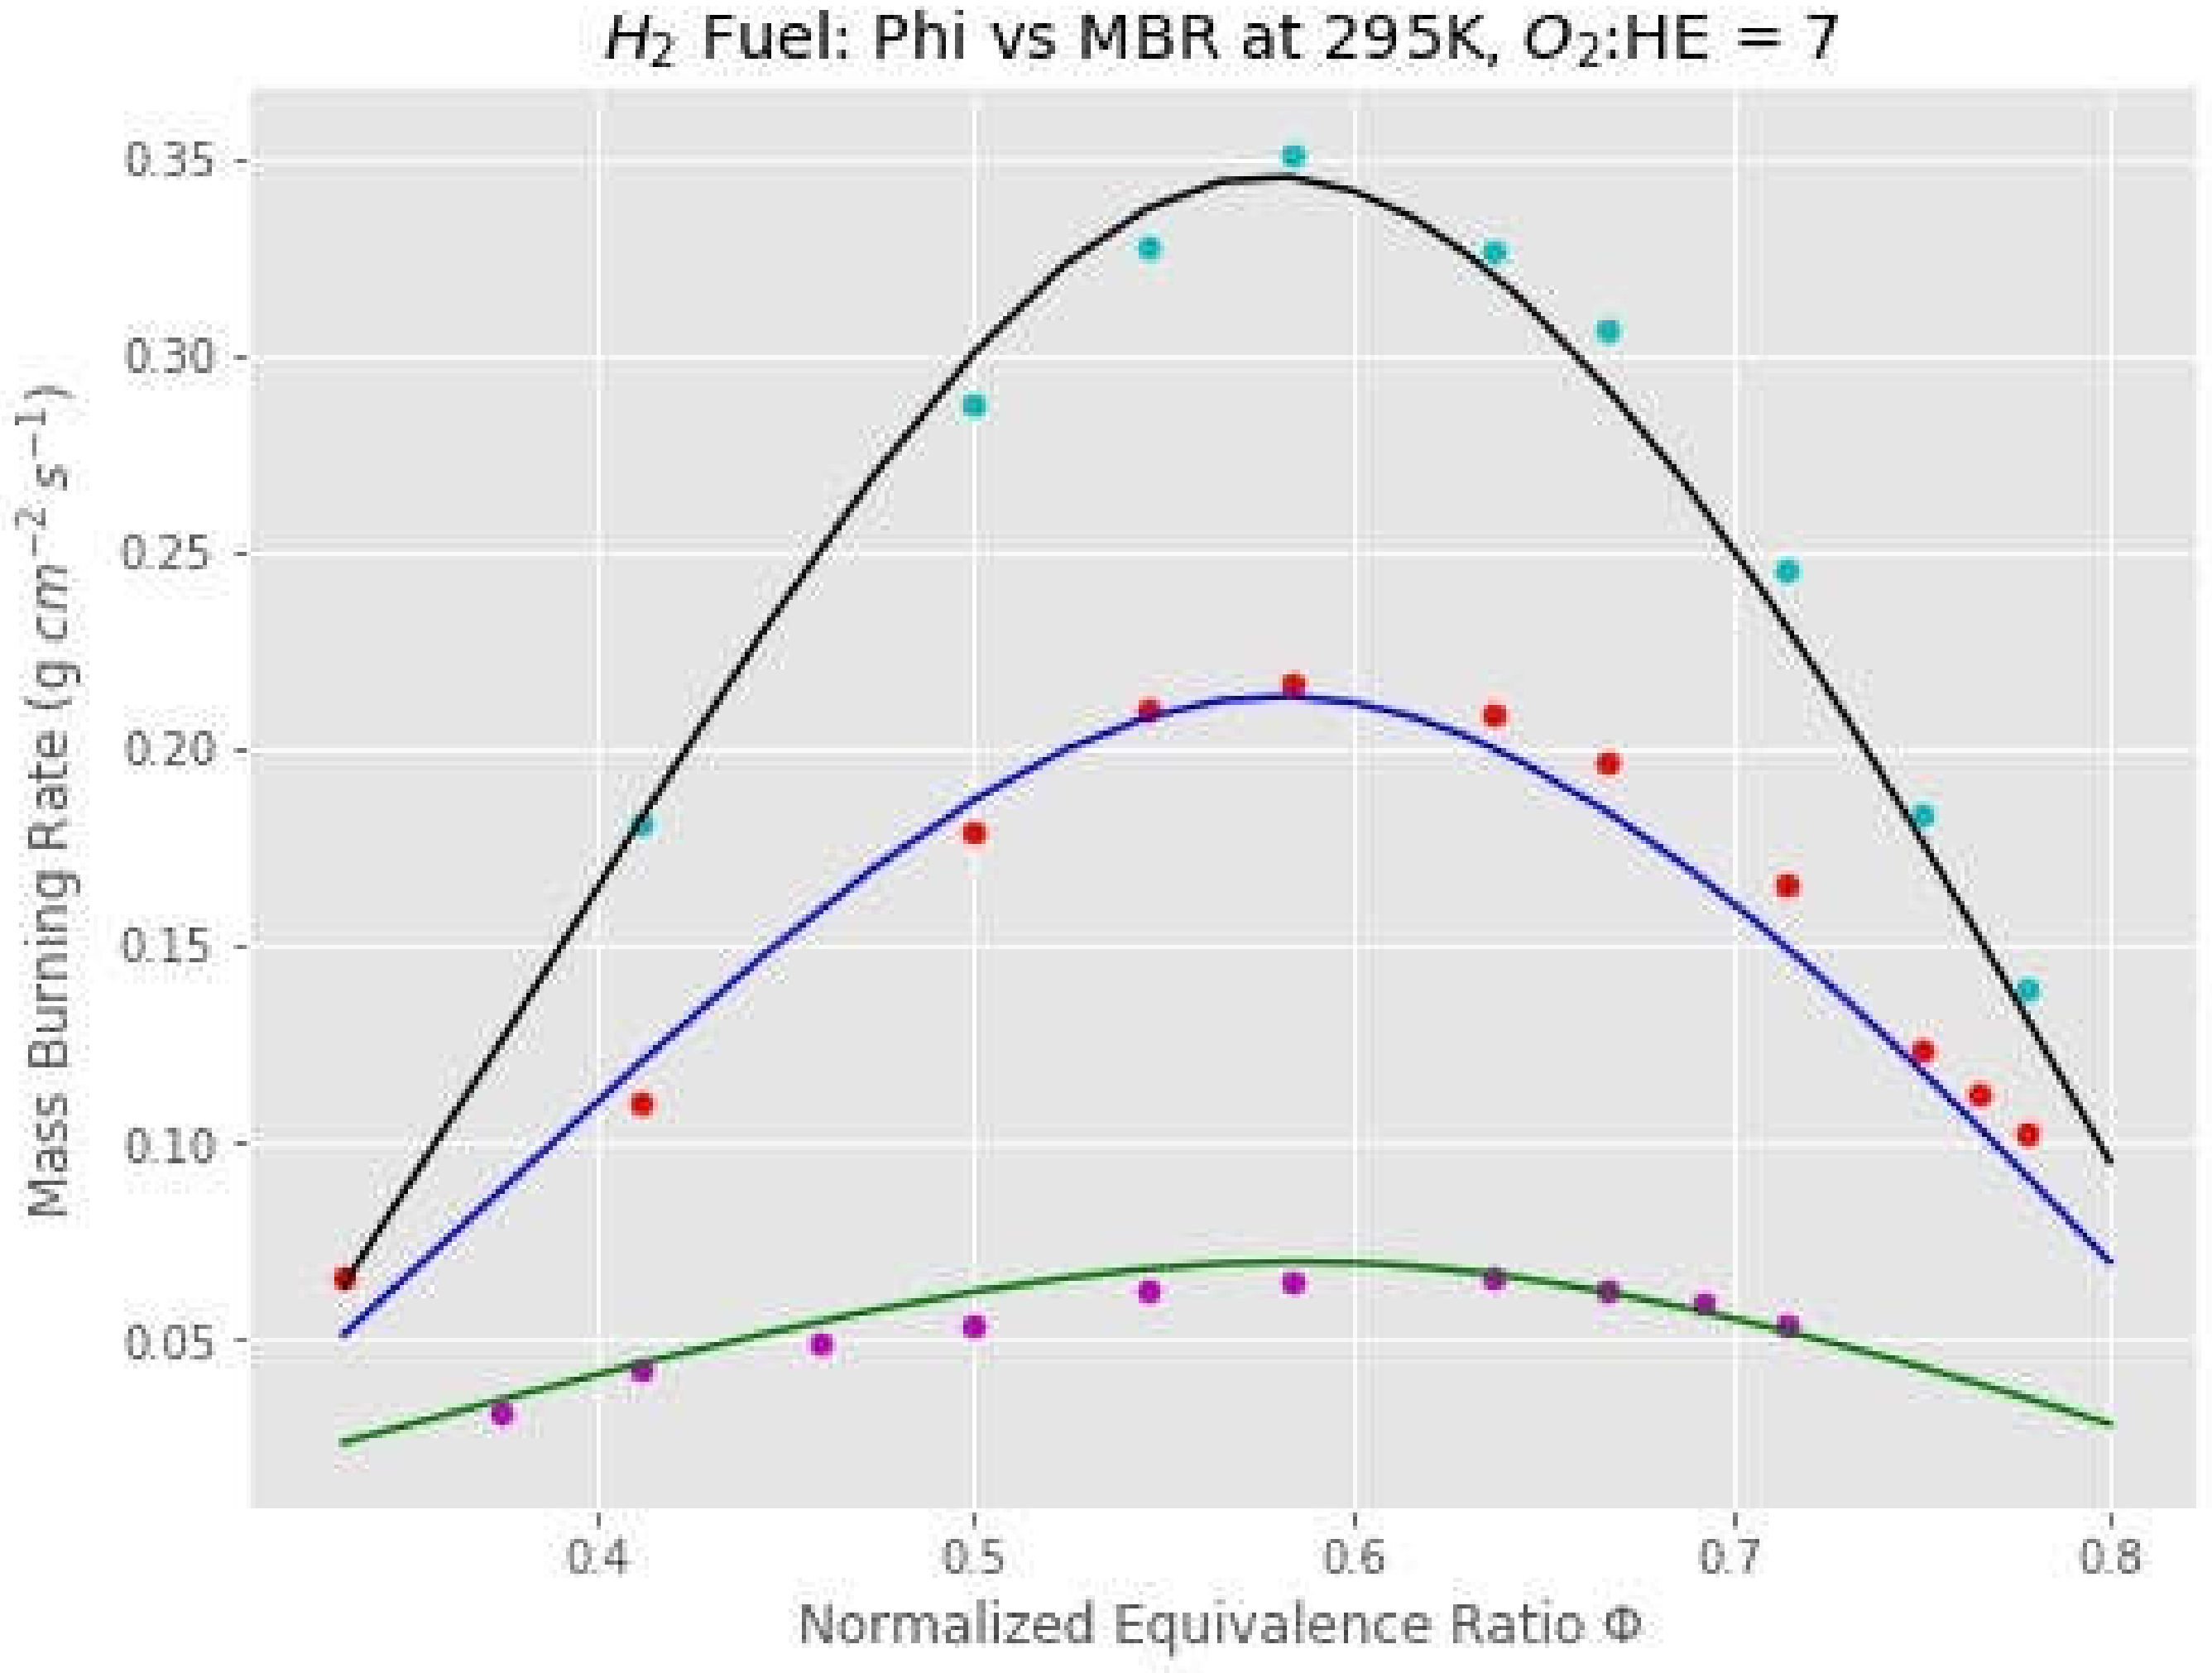 H₂ Fuel: Phi vs MBR at 295K, O₂:HE = 7
Mass Burning Rate (g cm⁻² s⁻¹)
0.35
0.30
0.25
0.20
0.15
0.10
0.05
0.4 0.5 0.6 0.7 0.8
Normalized Equivalence Ratio Φ